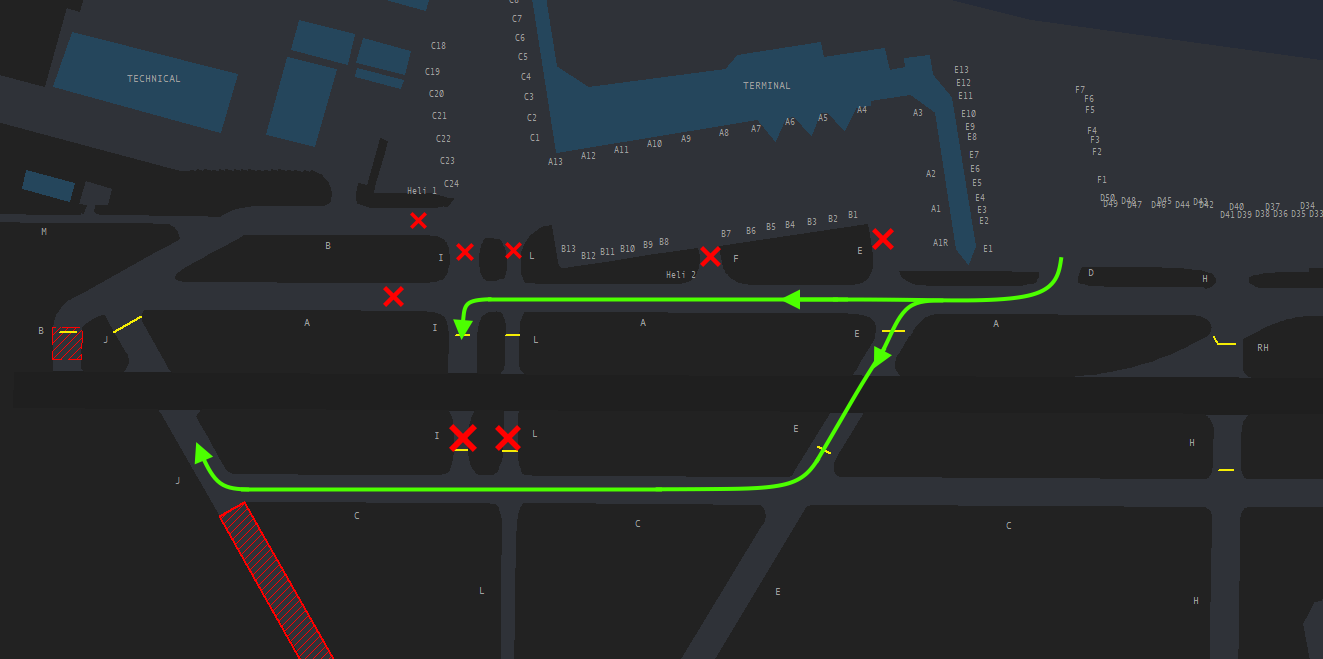 C8
C7
C6
C5
C4
C3
C2
C1
C18
C19
C20
C21
C22
C23
C24
Heli 1
TECHNICAL
TERMINAL
A13
A12
A11
A10
A9
A8
A7
A6
A5
A4
A3
A2
A1
A1R
E13
E12
E11
E10
E9
E8
E7
E6
E5
E4
E3
E2
E1
F7
F6
F5
F4
F3
F2
F1
D50
D49
D48
D47
D45
D46
D44
D43
D42
D40
D41
D39
D37
D38
D36
D34
D35
D33
M
B
I
L
B13
B12
B11
B10
B9
B8
B7
B6
B5
B4
B3
B2
B1
Heli 2
F
E
D
H
B
J
A
I
L
A
E
A
RH
I
L
E
H
J
C
C
C
L
E
H